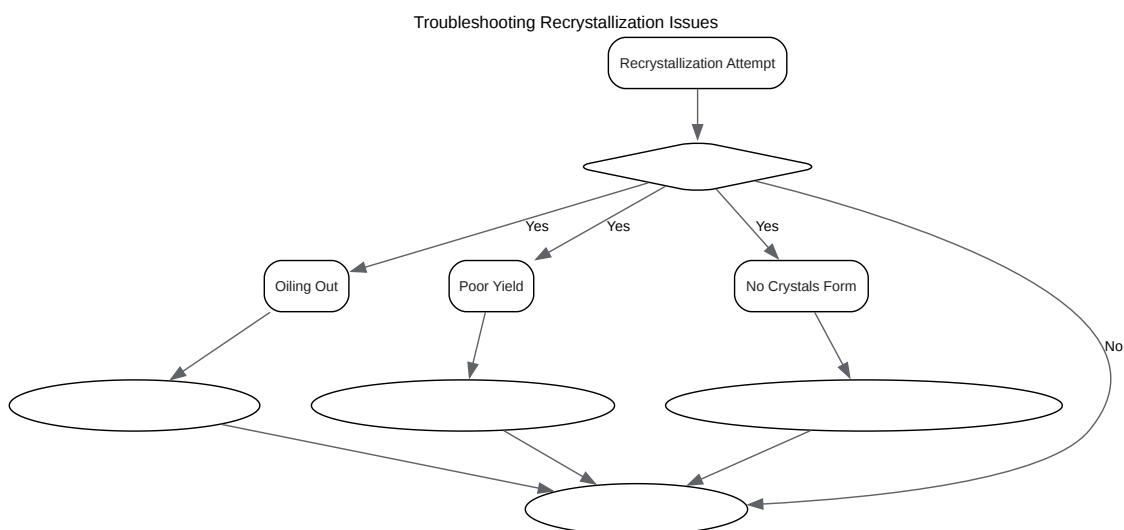 Troubleshooting Recrystallization Issues
Recrystallization Attempt
Yes
Yes
Yes
Oiling Out
Poor Yield
No Crystals Form
No